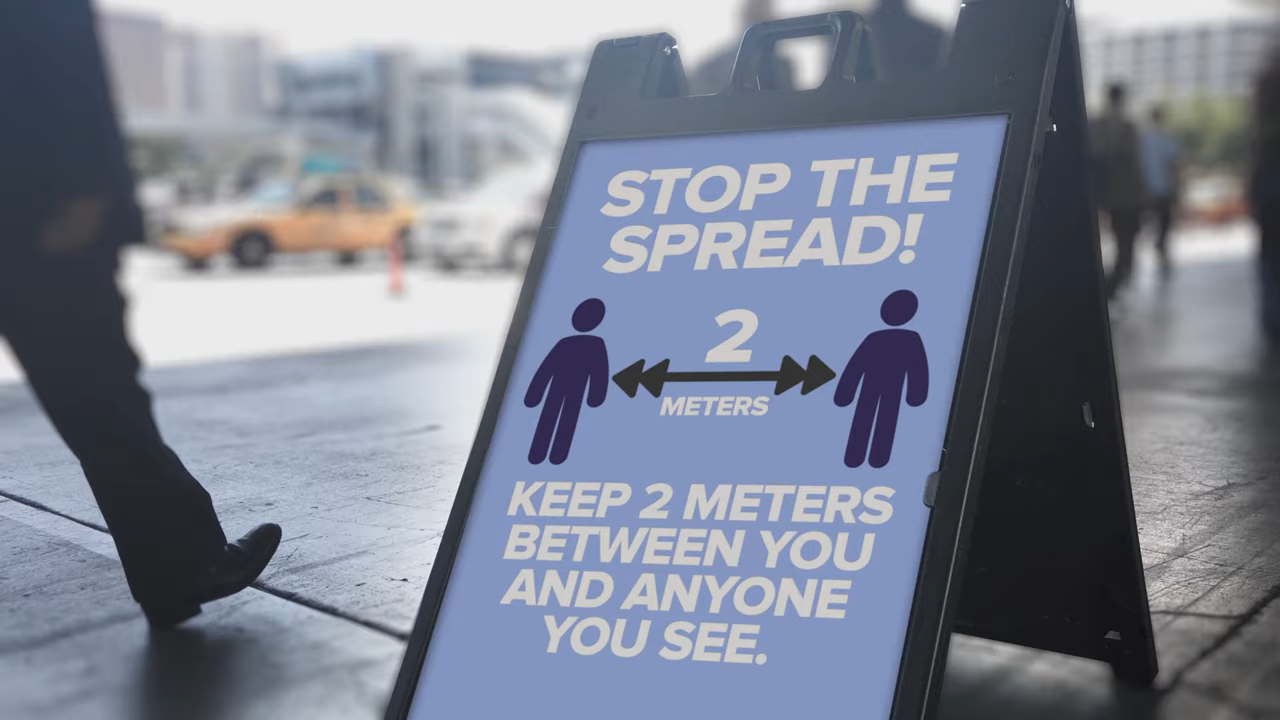 STOP THE
SPREAD!
2
METERS
KEEP 2 METERS
BETWEEN YOU
AND ANYONE
YOU SEE.